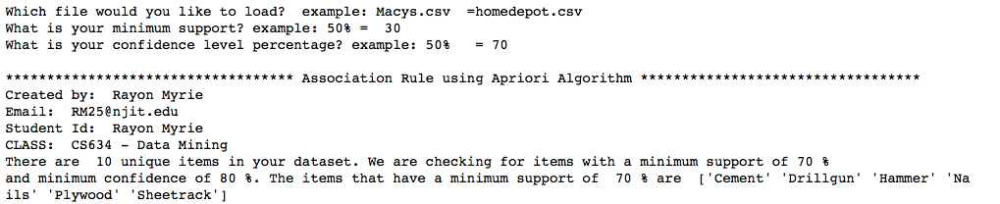 Which file would you like to load?  example: Macys.csv  =homedepot.csv
What is your minimum support? example: 50% =  30
What is your confidence level percentage? example: 50%   = 70
*********************************** Association Rule using Apriori Algorithm **********************************
Created by:  Rayon Myrie
Email:  RM25@njit.edu
Student Id:  Rayon Myrie
CLASS:  CS634 - Data Mining
There are  10 unique items in your dataset. We are checking for items with a minimum support of 70 %
and minimum confidence of 80 %. The items that have a minimum support of  70 % are  ['Cement' 'Drillgun' 'Hammer' 'Na
ils' 'Plywood' 'Sheetrack']